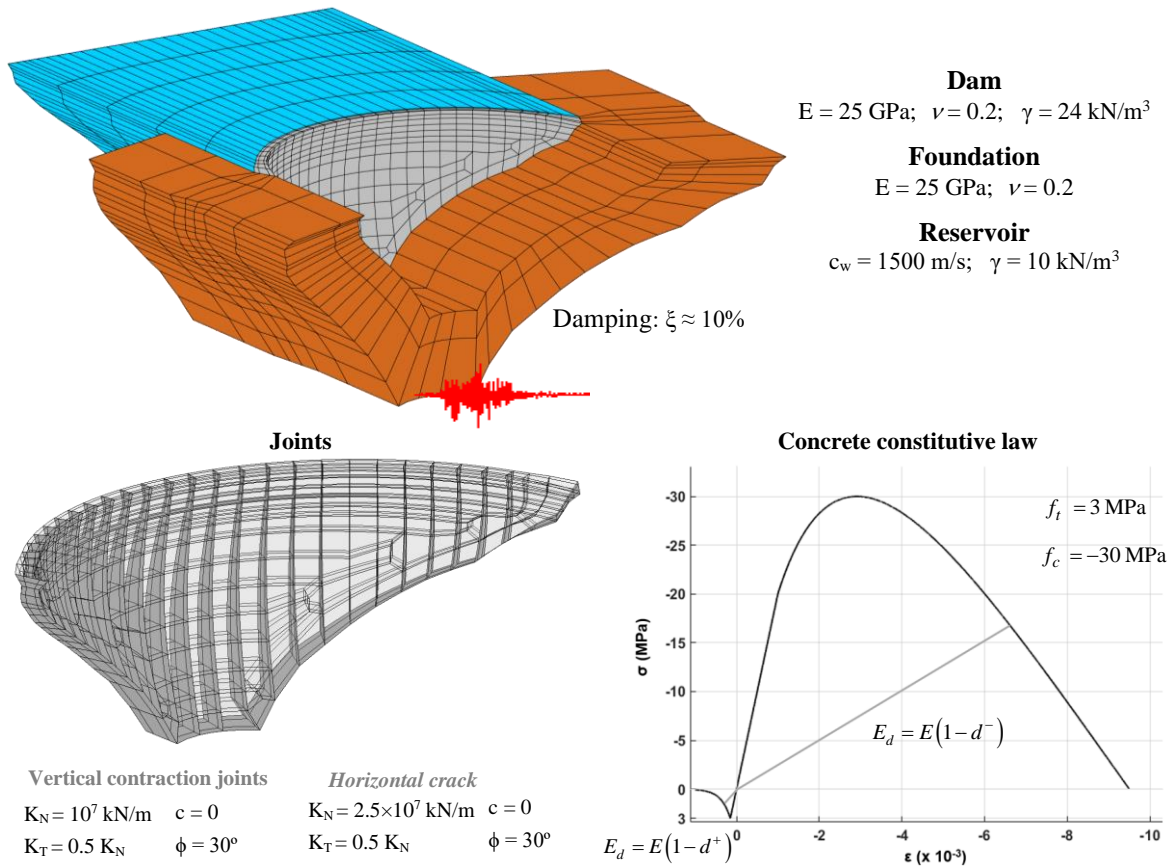 Dam
E = 25 GPa; ν = 0.2; γ = 24 kN/m³
Foundation
E = 25 GPa; ν = 0.2
Reservoir
c_w = 1500 m/s; γ = 10 kN/m³
Damping: ξ ≈ 10%
Joints
Vertical contraction joints
K_N = 10⁷ kN/m c = 0
K_T = 0.5 K_N ϕ = 30º
Horizontal crack
K_N = 2.5×10⁷ kN/m c = 0
K_T = 0.5 K_N ϕ = 30º
Concrete constitutive law
f_t = 3 MPa
f_c = −30 MPa
σ (MPa)
-30
-25
-20
-15
-10
-5
0
3
E_d = E(1−d⁻)
E_d = E(1−d⁺)
0 -2 -4 -6 -8 -10
ε (x 10⁻³)